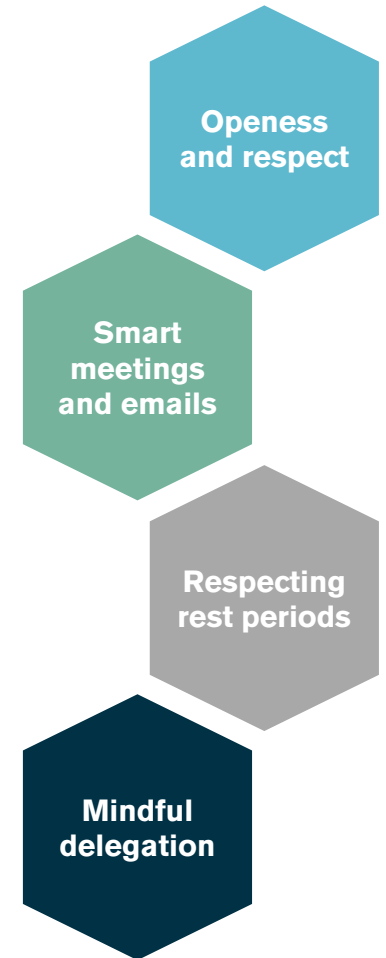 Openess
and respect
Smart
meetings
and emails
Respecting
rest periods
Mindful
delegation